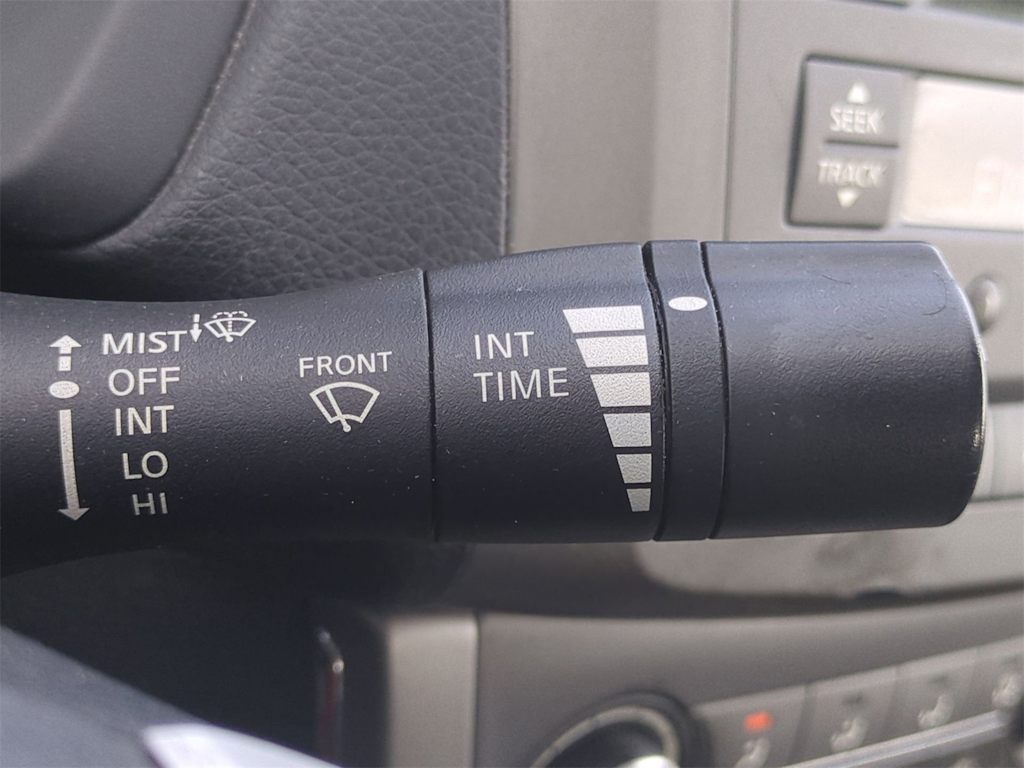 SEEK
TRACK
MIST
OFF
INT
LO
HI
FRONT
INT
TIME